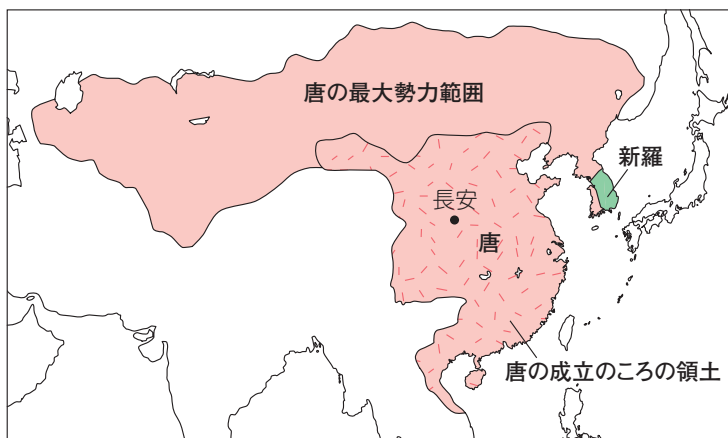 唐の最大勢力範囲
新羅
長安
唐
唐の成立のころの領土